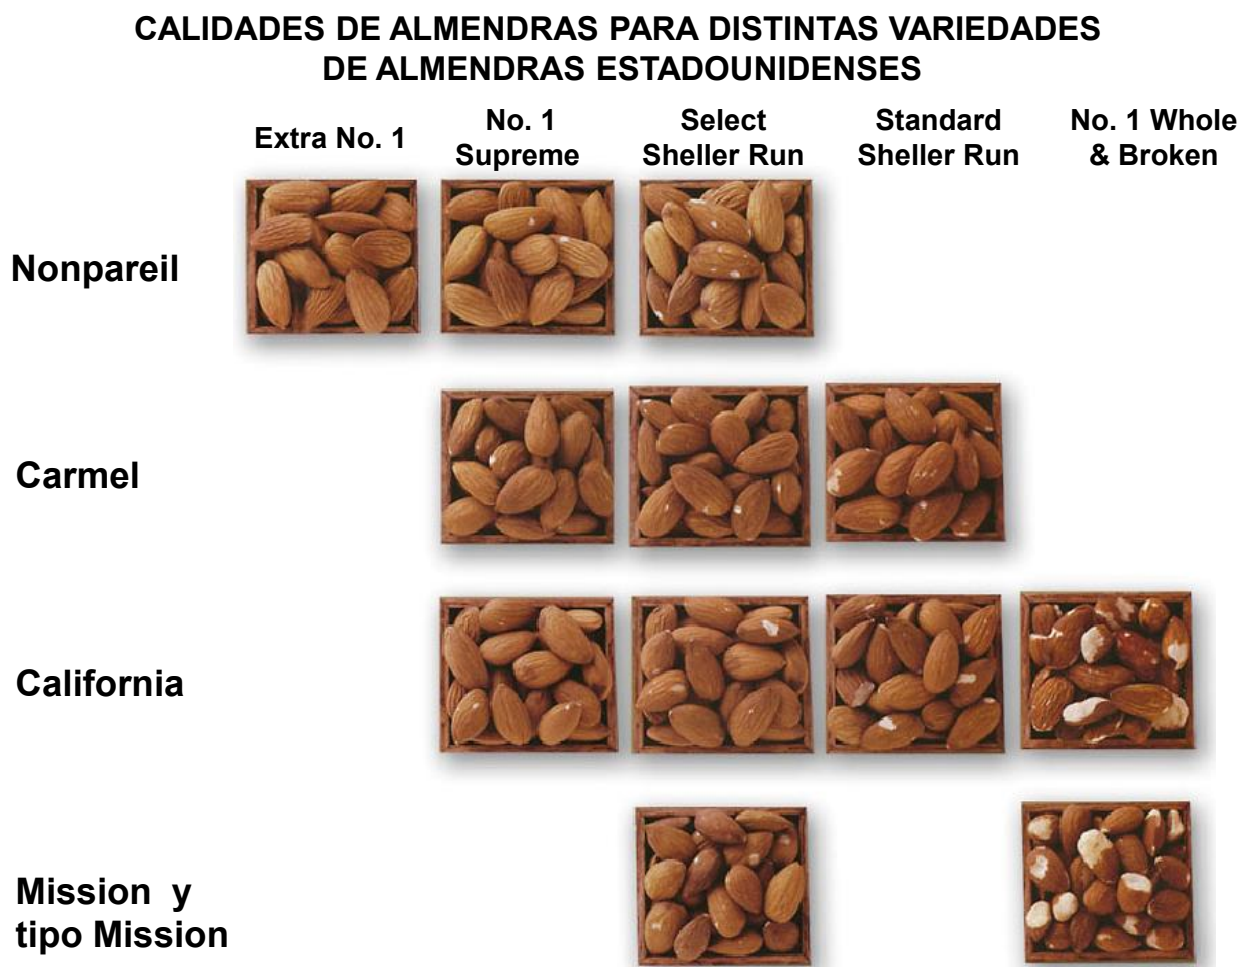 CALIDADES DE ALMENDRAS PARA DISTINTAS VARIEDADES
DE ALMENDRAS ESTADOUNIDENSES
Extra No. 1
No. 1
Supreme
Select
Sheller Run
Standard
Sheller Run
No. 1 Whole
& Broken
Nonpareil
Carmel
California
Mission y
tipo Mission